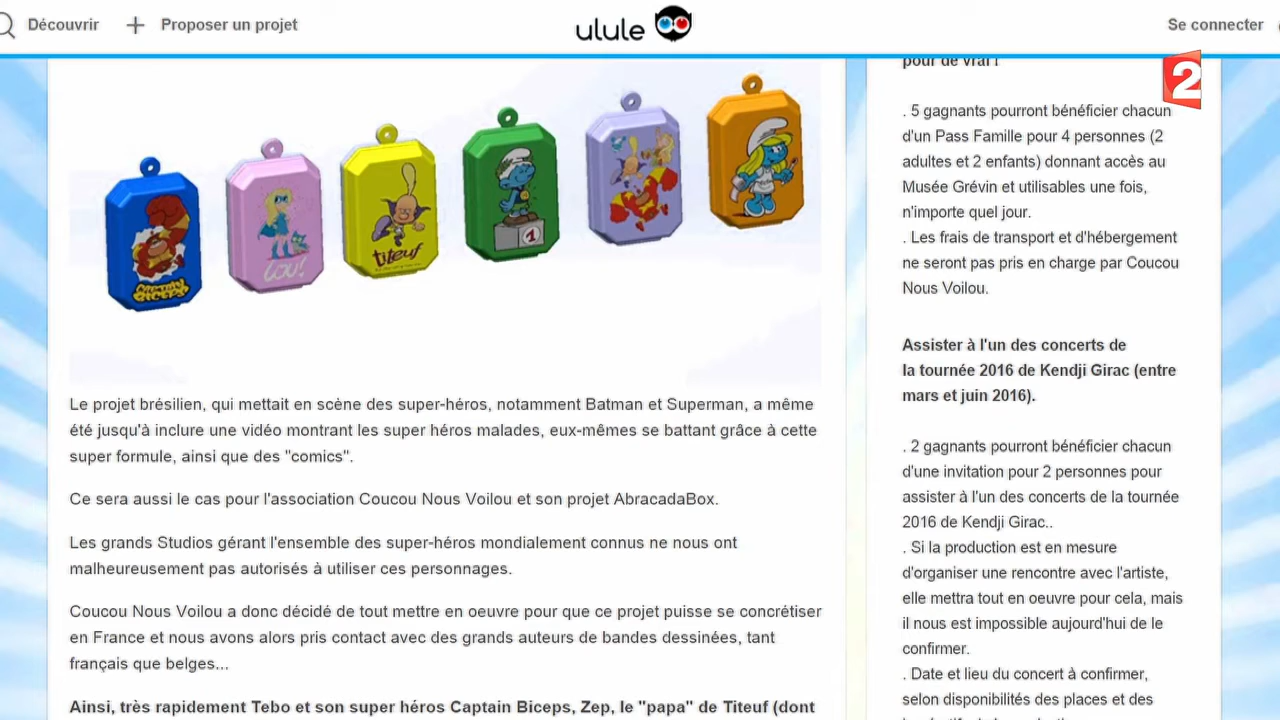 Découvrir
Proposer un projet
ulule
Se connecter
2
CAPTAIN
BICEPS
LOU!
titeuf
1
Le projet brésilien, qui mettait en scène des super-héros, notamment Batman et Superman, a même
été jusqu'à inclure une vidéo montrant les super héros malades, eux-mêmes se battant grâce à cette
super formule, ainsi que des "comics".
Ce sera aussi le cas pour l'association Coucou Nous Voilou et son projet AbracadaBox.
Les grands Studios gérant l'ensemble des super-héros mondialement connus ne nous ont
malheureusement pas autorisés à utiliser ces personnages.
Coucou Nous Voilou a donc décidé de tout mettre en oeuvre pour que ce projet puisse se concrétiser
en France et nous avons alors pris contact avec des grands auteurs de bandes dessinées, tant
français que belges...
Ainsi, très rapidement Tebo et son super héros Captain Biceps, Zep, le "papa" de Titeuf (dont
pour de vrai !
. 5 gagnants pourront bénéficier chacun
d'un Pass Famille pour 4 personnes (2
adultes et 2 enfants) donnant accès au
Musée Grévin et utilisables une fois,
n'importe quel jour.
. Les frais de transport et d'hébergement
ne seront pas pris en charge par Coucou
Nous Voilou.
Assister à l'un des concerts de
la tournée 2016 de Kendji Girac (entre
mars et juin 2016).
. 2 gagnants pourront bénéficier chacun
d'une invitation pour 2 personnes pour
assister à l'un des concerts de la tournée
2016 de Kendji Girac..
. Si la production est en mesure
d'organiser une rencontre avec l'artiste,
elle mettra tout en oeuvre pour cela, mais
il nous est impossible aujourd'hui de le
confirmer.
. Date et lieu du concert à confirmer,
selon disponibilités des places et des